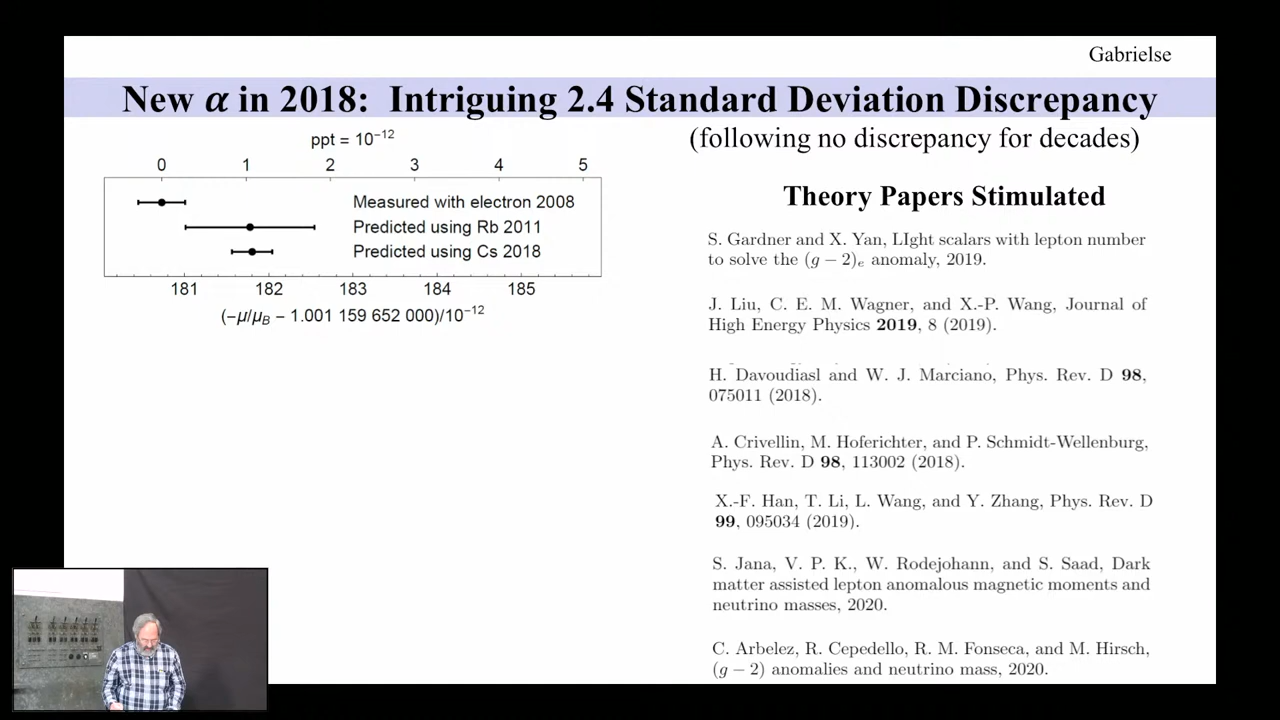 Gabrielse
New α in 2018: Intriguing 2.4 Standard Deviation Discrepancy
(following no discrepancy for decades)
ppt = 10⁻¹²
0 1 2 3 4 5
Measured with electron 2008
Predicted using Rb 2011
Predicted using Cs 2018
181 182 183 184 185
(−μ/μ_B − 1.001 159 652 000)/10⁻¹²
Theory Papers Stimulated
S. Gardner and X. Yan, LIght scalars with lepton number
to solve the (g − 2)ₑ anomaly, 2019.
J. Liu, C. E. M. Wagner, and X.-P. Wang, Journal of
High Energy Physics 2019, 8 (2019).
H. Davoudiasl and W. J. Marciano, Phys. Rev. D 98,
075011 (2018).
A. Crivellin, M. Hoferichter, and P. Schmidt-Wellenburg,
Phys. Rev. D 98, 113002 (2018).
X.-F. Han, T. Li, L. Wang, and Y. Zhang, Phys. Rev. D
99, 095034 (2019).
S. Jana, V. P. K., W. Rodejohann, and S. Saad, Dark
matter assisted lepton anomalous magnetic moments and
neutrino masses, 2020.
C. Arbelez, R. Cepedello, R. M. Fonseca, and M. Hirsch,
(g − 2) anomalies and neutrino mass, 2020.